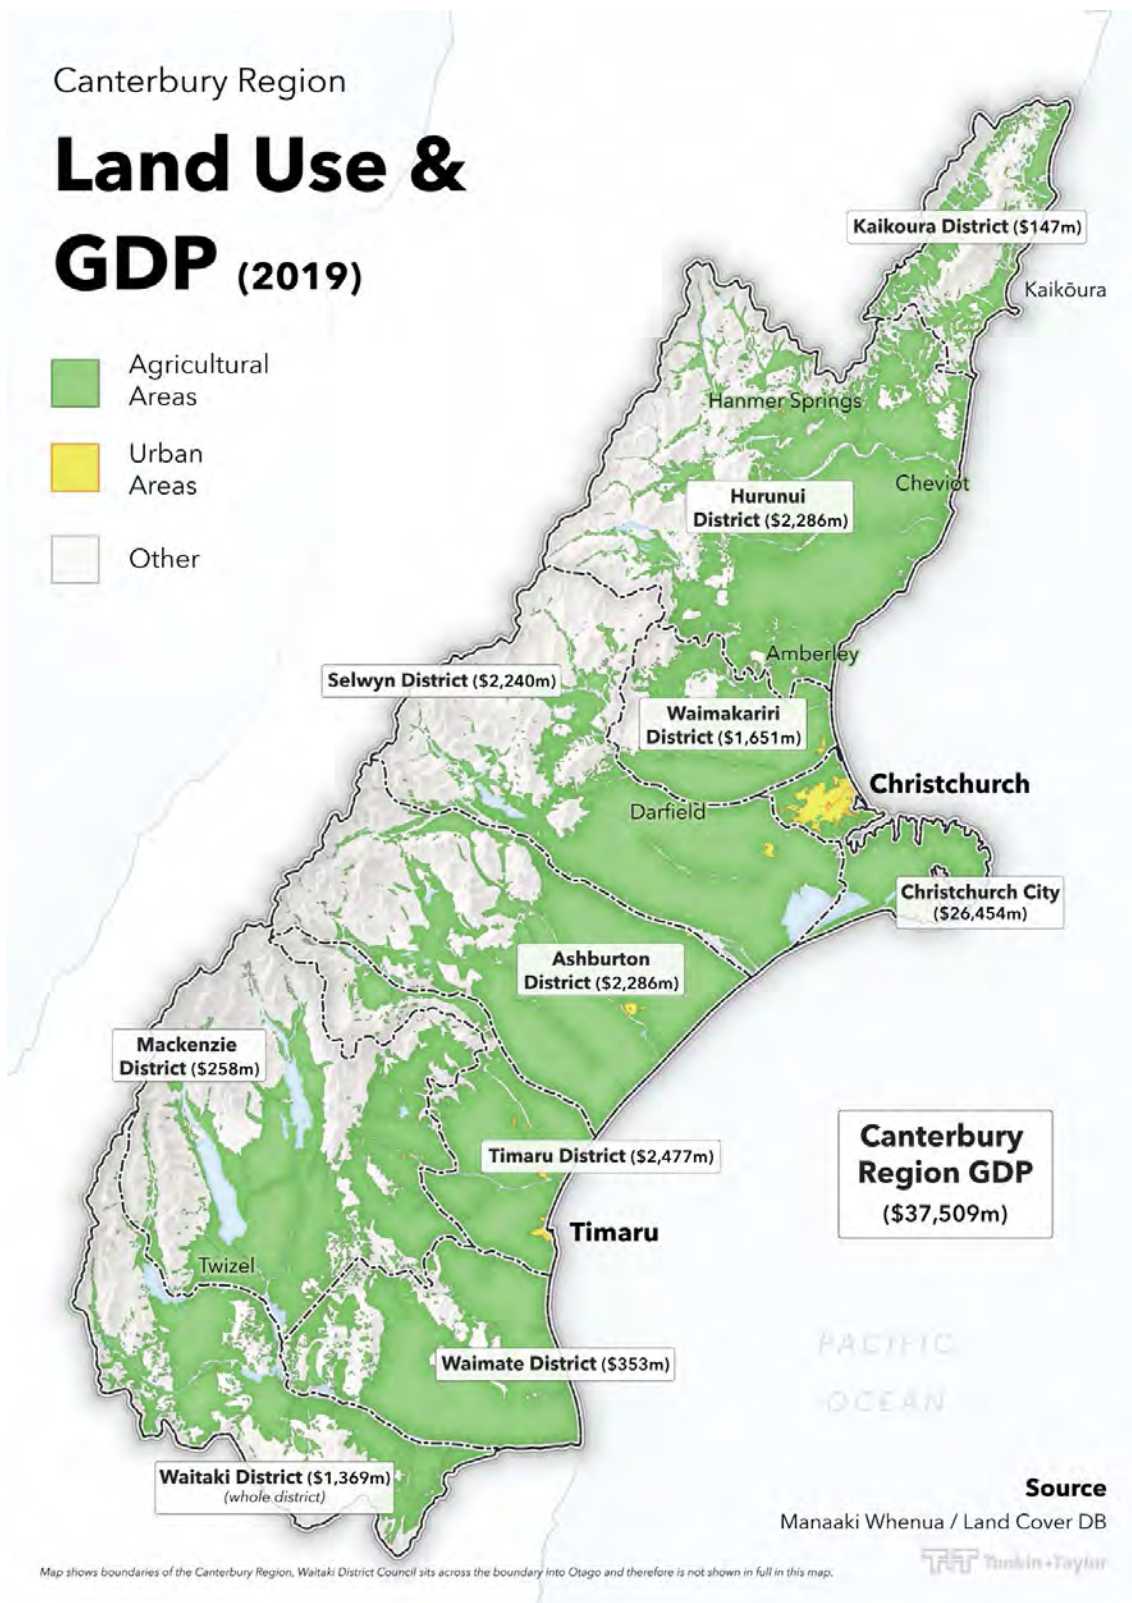 Canterbury Region
Land Use &
GDP (2019)
Agricultural
Areas
Urban
Areas
Other
Kaikoura District ($147m)
Kaikōura
Hanmer Springs
Cheviot
Hurunui
District ($2,286m)
Amberley
Selwyn District ($2,240m)
Waimakariri
District ($1,651m)
Christchurch
Darfield
Christchurch City
($26,454m)
Ashburton
District ($2,286m)
Mackenzie
District ($258m)
Canterbury
Region GDP
($37,509m)
Timaru District ($2,477m)
Timaru
Twizel
PACIFIC
OCEAN
Waimate District ($353m)
Waitaki District ($1,369m)
(whole district)
Source
Manaaki Whenua / Land Cover DB
T+T Tonkin+Taylor
Map shows boundaries of the Canterbury Region, Waitaki District Council sits across the boundary into Otago and therefore is not shown in full in this map.